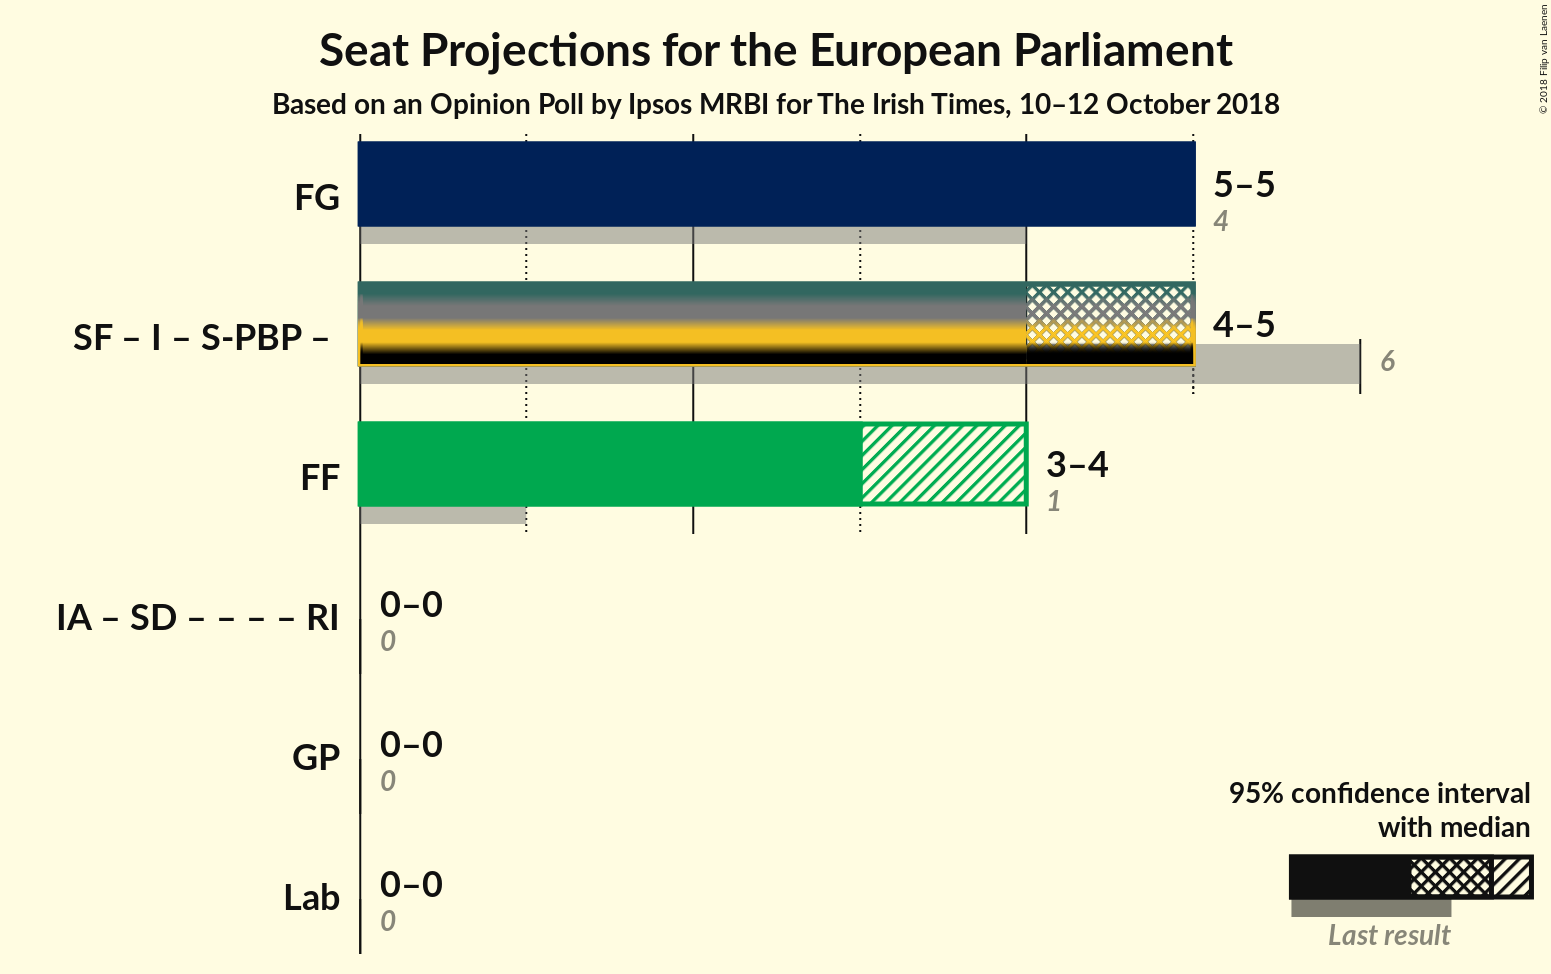 Seat Projections for the European Parliament
Based on an Opinion Poll by Ipsos MRBI for The Irish Times, 10–12 October 2018
© 2018 Filip van Laenen
FG
5–5
4
SF – I – S-PBP –
4–5
6
FF
3–4
1
IA – SD – – – – RI
0–0
0
GP
0–0
0
Lab
0–0
0
95% confidence interval
with median
Last result